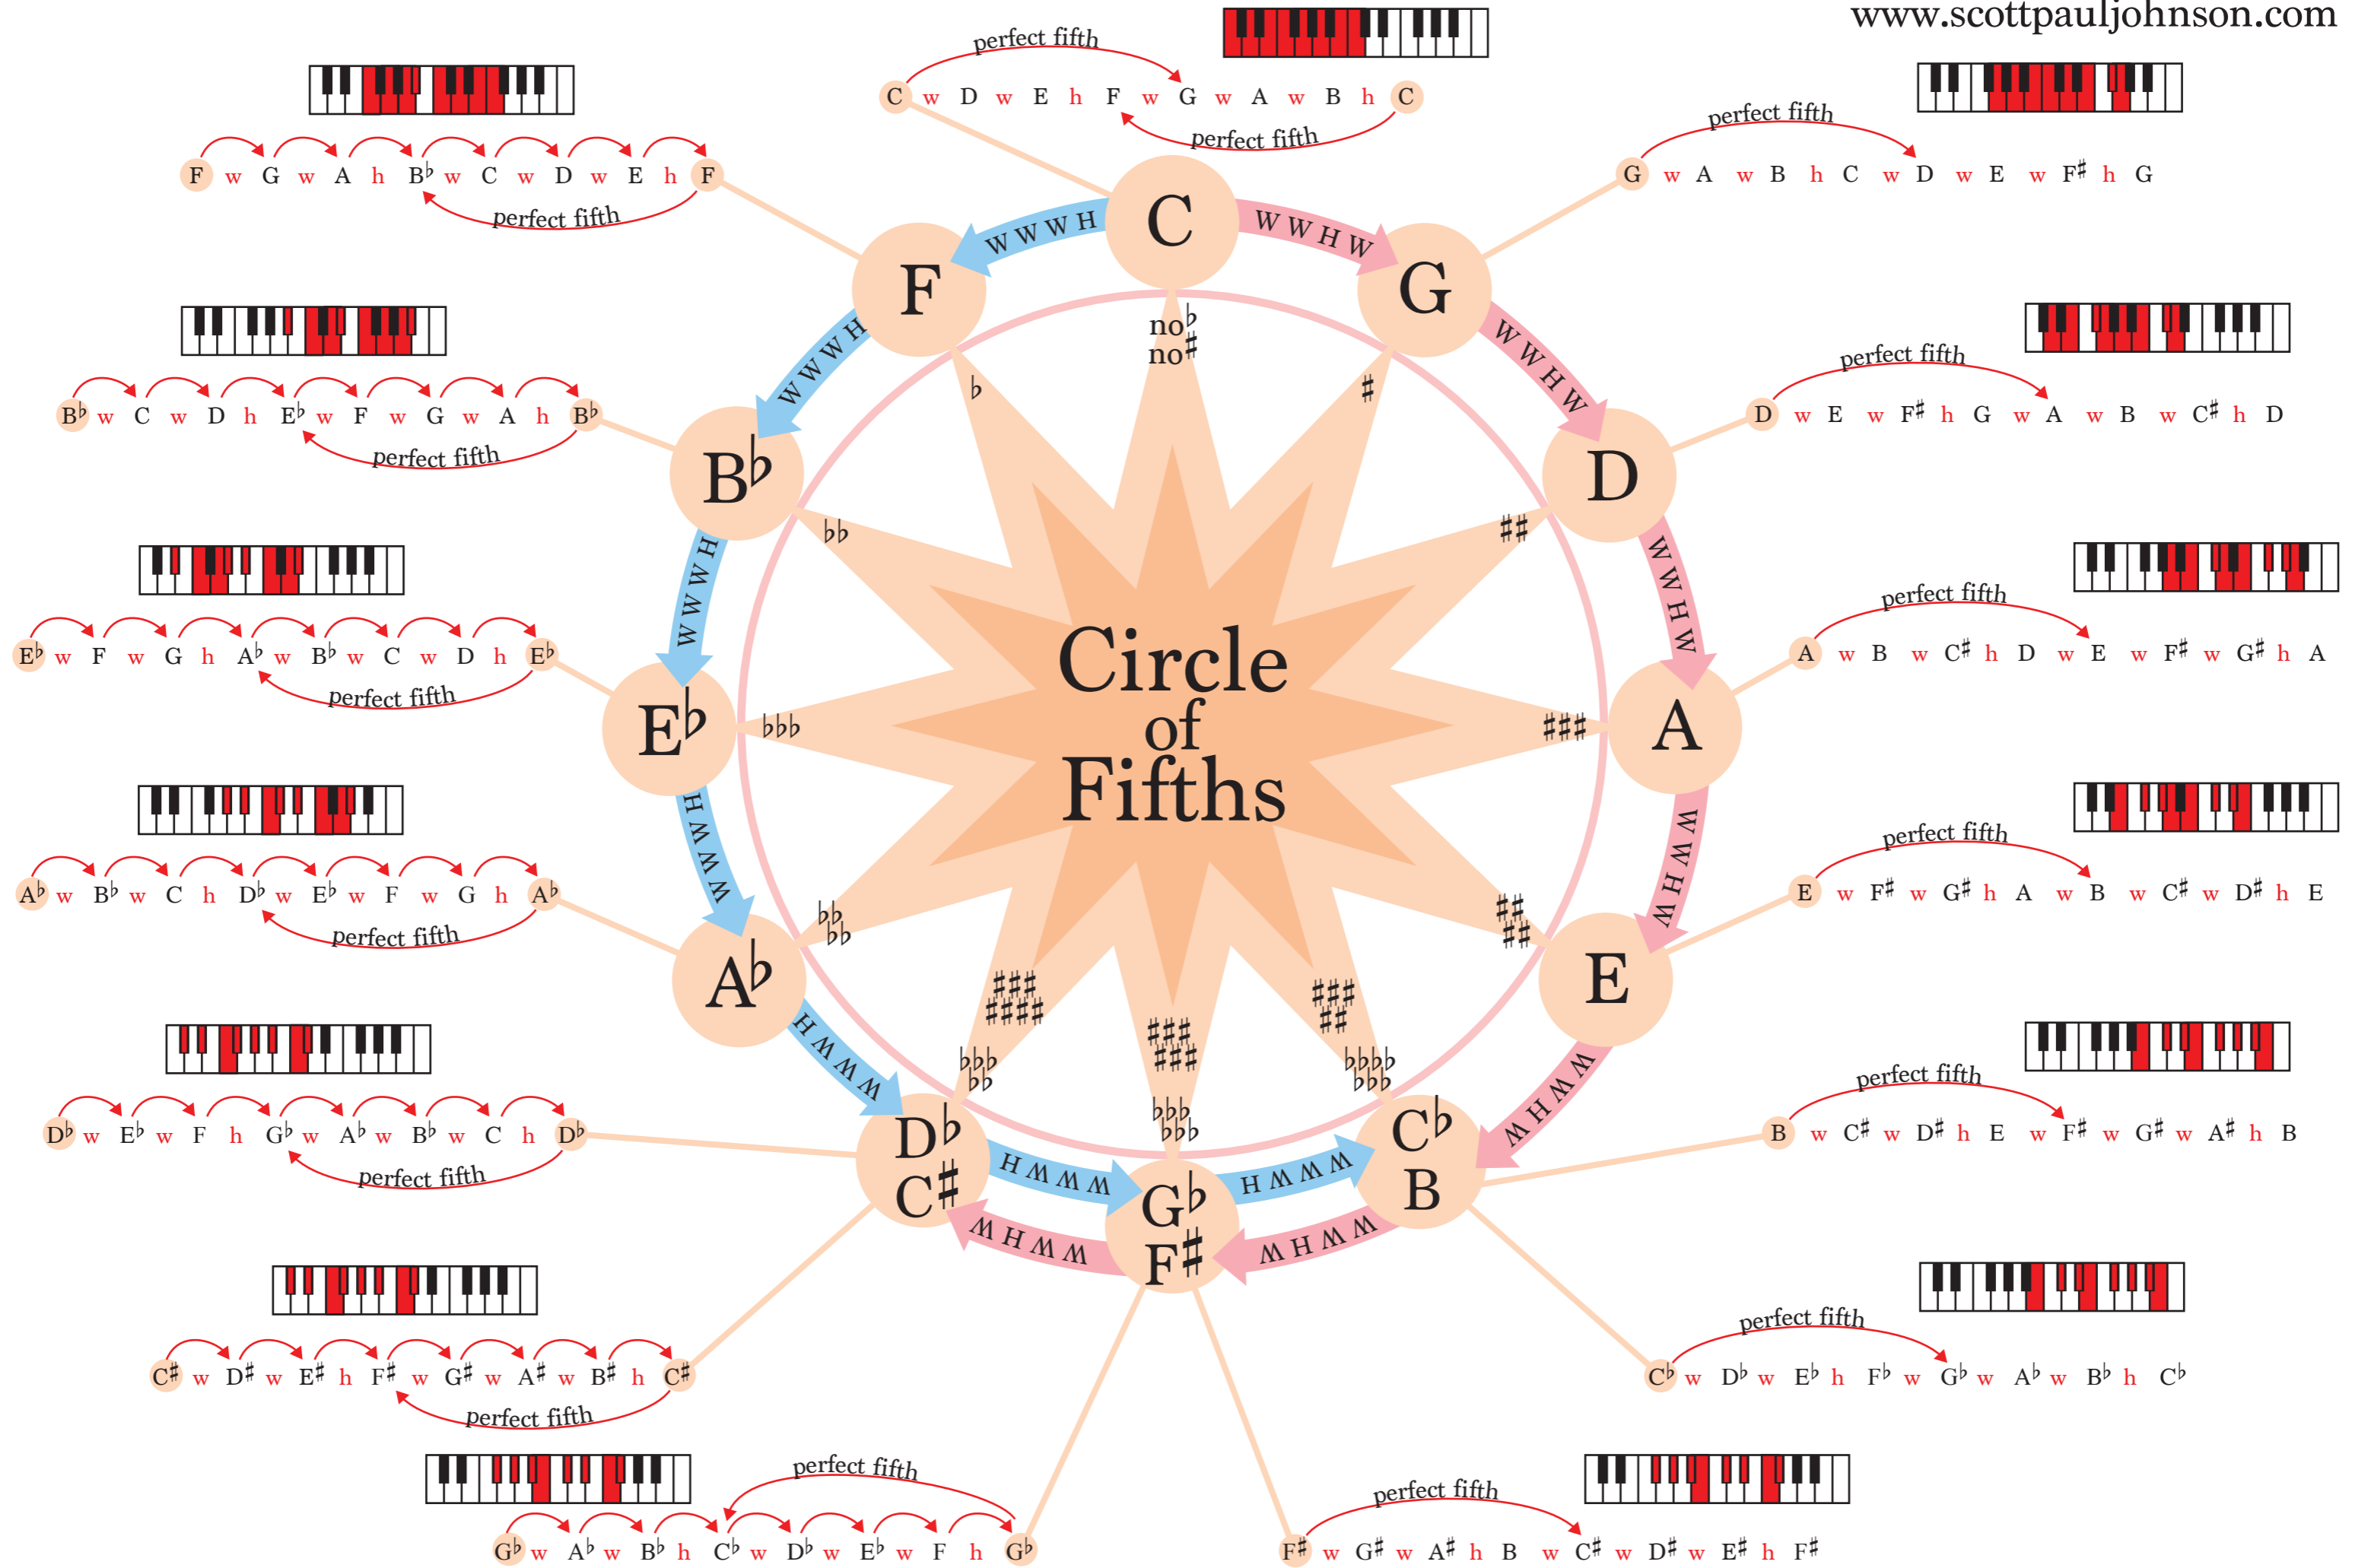 www.scottpauljohnson.com
perfect fifth
C w D w E h F w G w A w B h C
perfect fifth
perfect fifth
G w A w B h C w D w E w F♯ h G
F w G w A h B♭ w C w D w E h F
perfect fifth
perfect fifth
D w E w F♯ h G w A w B w C♯ h D
B♭ w C w D h E♭ w F w G w A h B♭
perfect fifth
perfect fifth
A w B w C♯ h D w E w F♯ w G♯ h A
E♭ w F w G h A♭ w B♭ w C w D h E♭
perfect fifth
perfect fifth
E w F♯ w G♯ h A w B w C♯ w D♯ h E
A♭ w B♭ w C h D♭ w E♭ w F w G h A♭
perfect fifth
perfect fifth
B w C♯ w D♯ h E w F♯ w G♯ w A♯ h B
D♭ w E♭ w F h G♭ w A♭ w B♭ w C h D♭
perfect fifth
perfect fifth
C♭ w D♭ w E♭ h F♭ w G♭ w A♭ w B♭ h C♭
C♯ w D♯ w E♯ h F♯ w G♯ w A♯ w B♯ h C♯
perfect fifth
perfect fifth
G♭ w A♭ w B♭ h C♭ w D♭ w E♭ w F h G♭
perfect fifth
F♯ w G♯ w A♯ h B w C♯ w D♯ w E♯ h F♯
C
W W H W
G
W W H W
D
W W H W
A
W W H W
E
W W H W
C♭
B
W W H W
G♭
F♯
W W H W
D♭
C♯
W W W H
F
W W W H
B♭
W W W H
E♭
W W W H
A♭
W W W H
W W W H
W W W H
no♭
no♯
♯
♯♯
♯♯♯
♯♯
♯♯
♯♯♯
♯♯
♭♭♭♭
♭♭♭
♯♯♯
♯♯♯
♭♭♭
♭♭♭
♯♯♯
♯♯♯♯
♭♭♭
♭♭
♭♭
♭♭
♭♭♭
♭♭
♭
Circle
of
Fifths